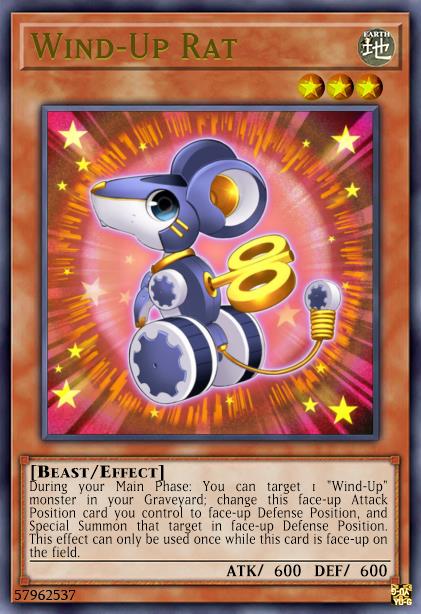 Wind-Up Rat
EARTH
地
[Beast/Effect]
During your Main Phase: You can target 1 "Wind-Up"
monster in your Graveyard; change this face-up Attack
Position card you control to face-up Defense Position, and
Special Summon that target in face-up Defense Position.
This effect can only be used once while this card is face-up on
the field.
ATK/ 600 DEF/ 600
57962537